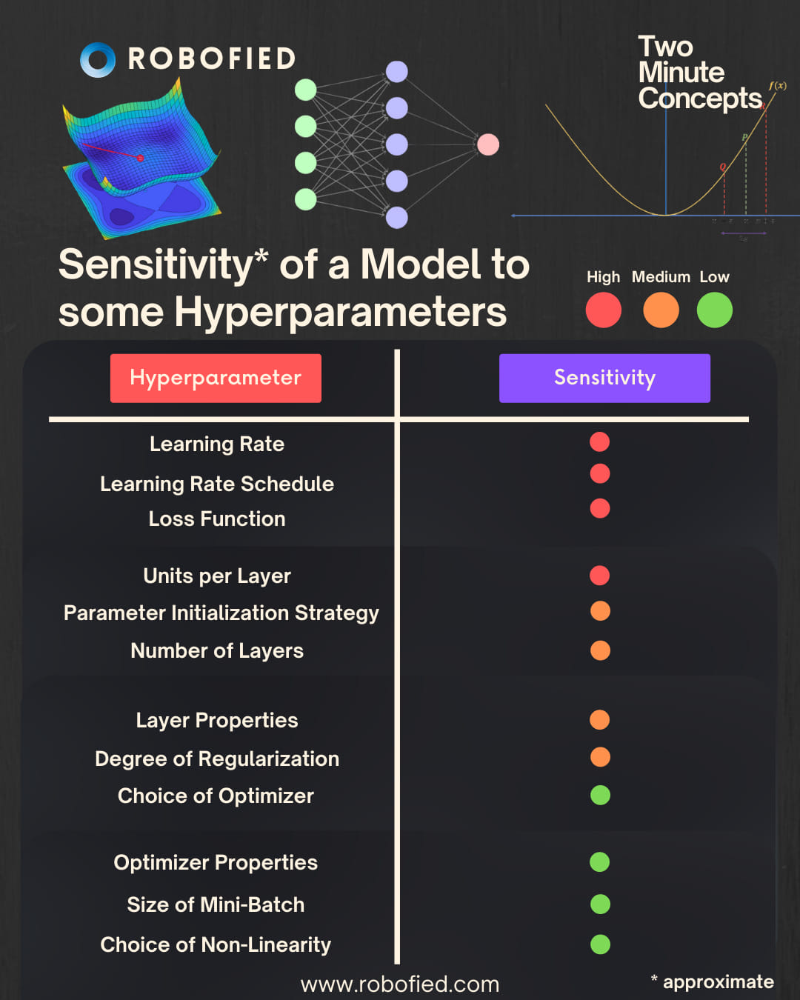 ROBOFIED
Two
Minute
Concepts
f(x)
P
Q
Sensitivity* of a Model to
some Hyperparameters
High Medium Low
Hyperparameter
Sensitivity
Learning Rate
Learning Rate Schedule
Loss Function
Units per Layer
Parameter Initialization Strategy
Number of Layers
Layer Properties
Degree of Regularization
Choice of Optimizer
Optimizer Properties
Size of Mini-Batch
Choice of Non-Linearity
www.robofied.com
* approximate